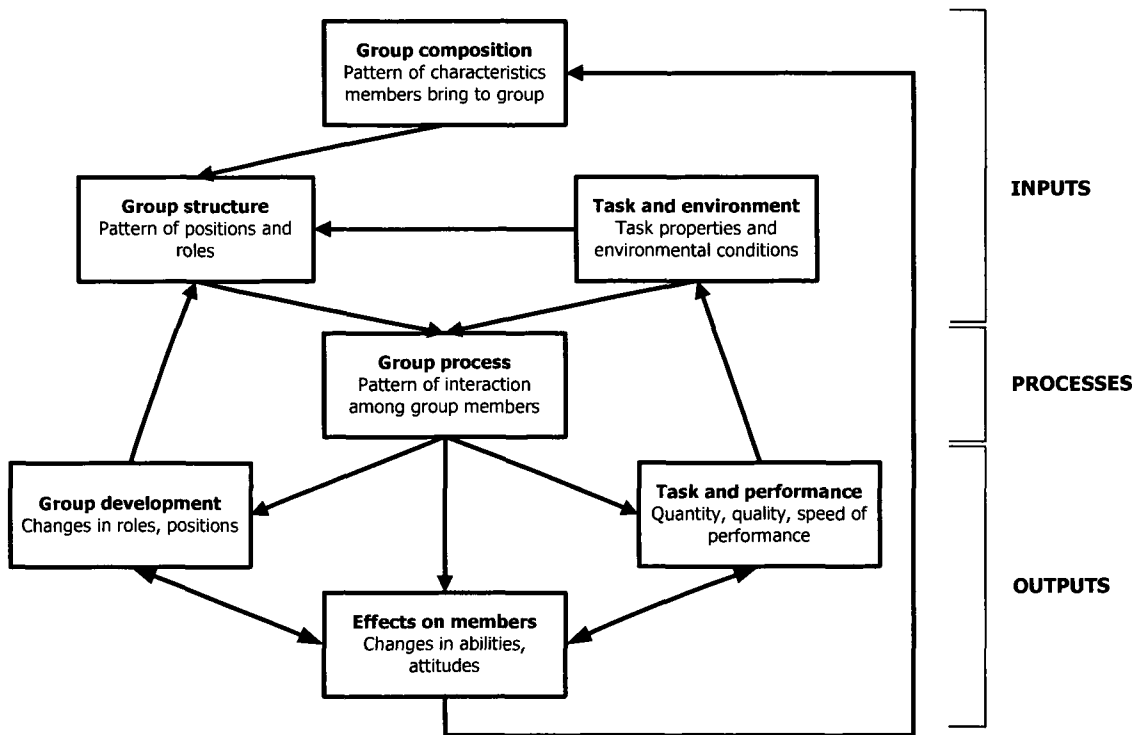 Group composition
Pattern of characteristics
members bring to group
Group structure
Pattern of positions and
roles
Task and environment
Task properties and
environmental conditions
INPUTS
Group process
Pattern of interaction
among group members
PROCESSES
Group development
Changes in roles, positions
Task and performance
Quantity, quality, speed of
performance
Effects on members
Changes in abilities,
attitudes
OUTPUTS